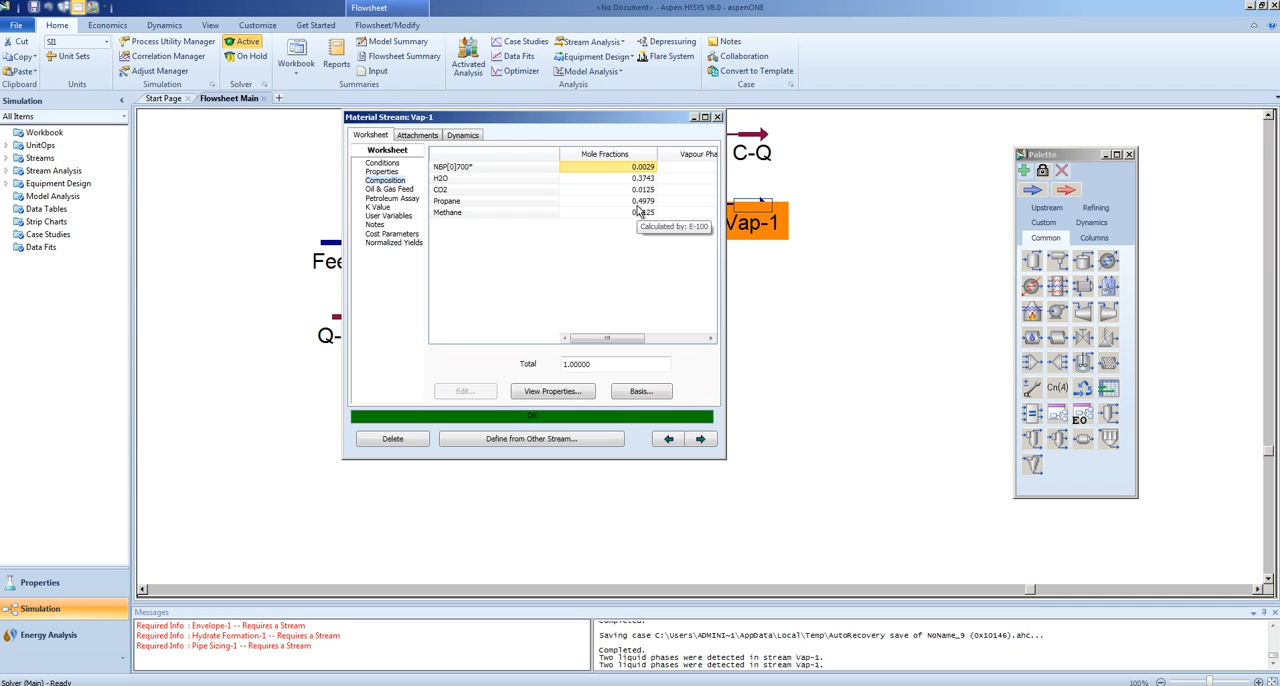 Flowsheet
<No Document> - Aspen HYSYS V8.0 - aspenONE
File Home Economics Dynamics View Customize Get Started Flowsheet/Modify
Cut SI1 Process Utility Manager Active Model Summary Case Studies Stream Analysis Depressuring Notes
Copy Unit Sets Correlation Manager On Hold Workbook Reports Flowsheet Summary Activated Analysis Data Fits Equipment Design Flare System Collaboration
Paste Adjust Manager Input Optimizer Model Analysis Convert to Template
Clipboard Units Simulation Solver Summaries Analysis Case
Simulation Start Page Flowsheet Main
All Items
Workbook
UnitOps
Streams
Stream Analysis
Equipment Design
Model Analysis
Data Tables
Strip Charts
Case Studies
Data Fits
Properties
Simulation
Energy Analysis
Fee
Q-
Material Stream: Vap-1
Worksheet Attachments Dynamics
Worksheet
Conditions
Properties
Composition
Oil & Gas Feed
Petroleum Assay
K Value
User Variables
Notes
Cost Parameters
Normalized Yields
Mole Fractions Vapour Pha
NBP[0]700* 0.0029
H2O 0.3743
CO2 0.0125
Propane 0.4979
Methane
Calculated by: E-100
Total 1.00000
Edit... View Properties... Basis...
OK
Delete Define from Other Stream...
C-Q
Vap-1
Palette
Upstream Refining
Custom Dynamics
Common Columns
Cn(A)
EO
Messages
Required Info : Envelope-1 -- Requires a Stream
Required Info : Hydrate Formation-1 -- Requires a Stream
Required Info : Pipe Sizing-1 -- Requires a Stream
Completed.
Saving case C:\Users\ADMINI~1\AppData\Local\Temp\AutoRecovery save of NoName_9 (0x10146).ahc...
Completed.
Two liquid phases were detected in stream Vap-1.
Two liquid phases were detected in stream Vap-1.
Solver (Main) - Ready
100%